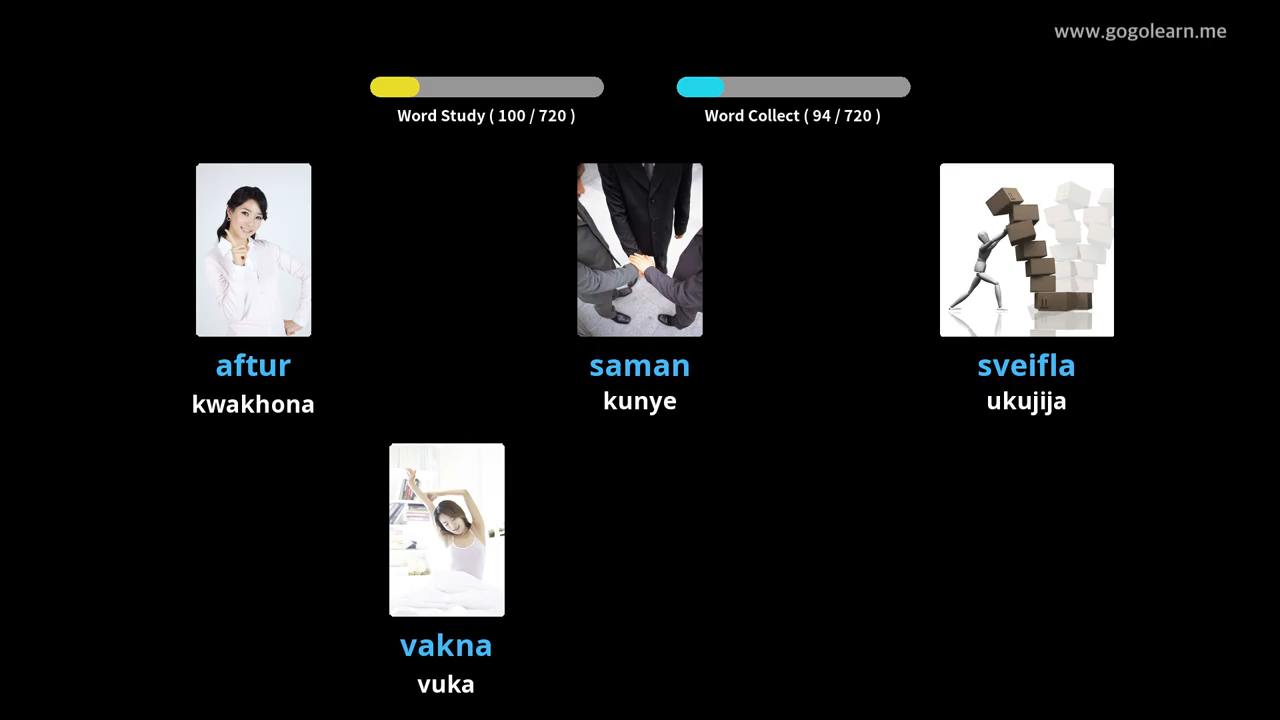 www.gogolearn.me
Word Study ( 100 / 720 )
Word Collect ( 94 / 720 )
aftur
kwakhona
saman
kunye
sveifla
ukujija
vakna
vuka